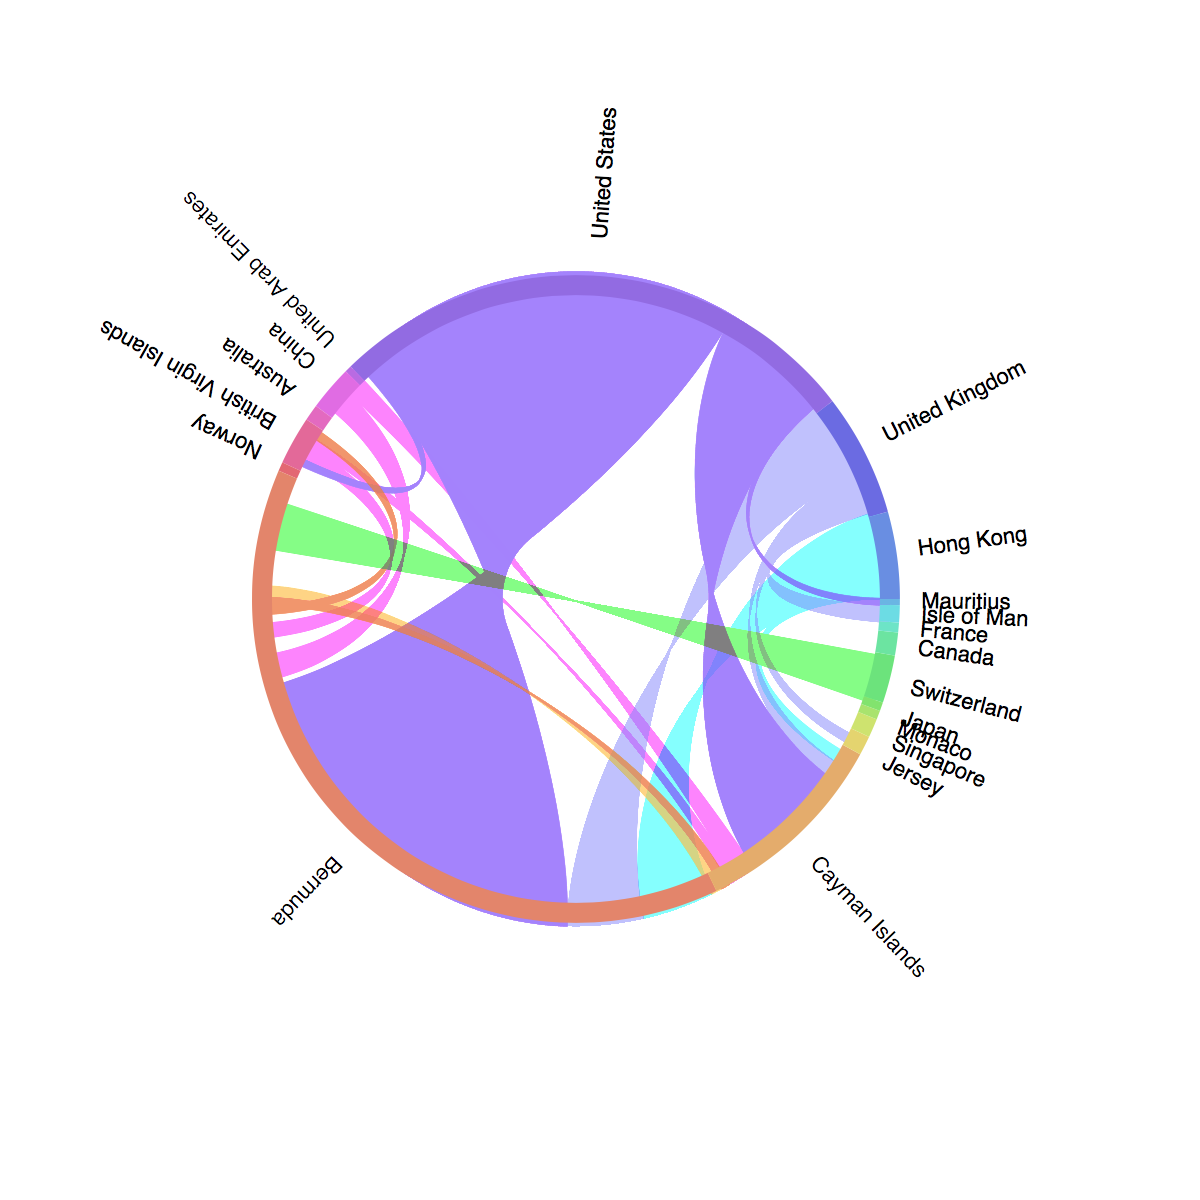 United States
United Kingdom
Hong Kong
Mauritius
Isle of Man
France
Canada
Switzerland
Japan
Monaco
Singapore
Jersey
Cayman Islands
Bermuda
Norway
British Virgin Islands
Australia
China
United Arab Emirates